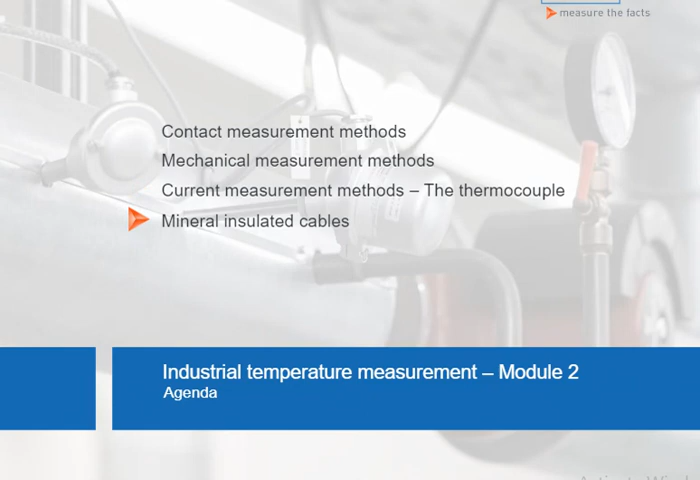 measure the facts
Contact measurement methods
Mechanical measurement methods
Current measurement methods – The thermocouple
Mineral insulated cables
Industrial temperature measurement – Module 2
Agenda